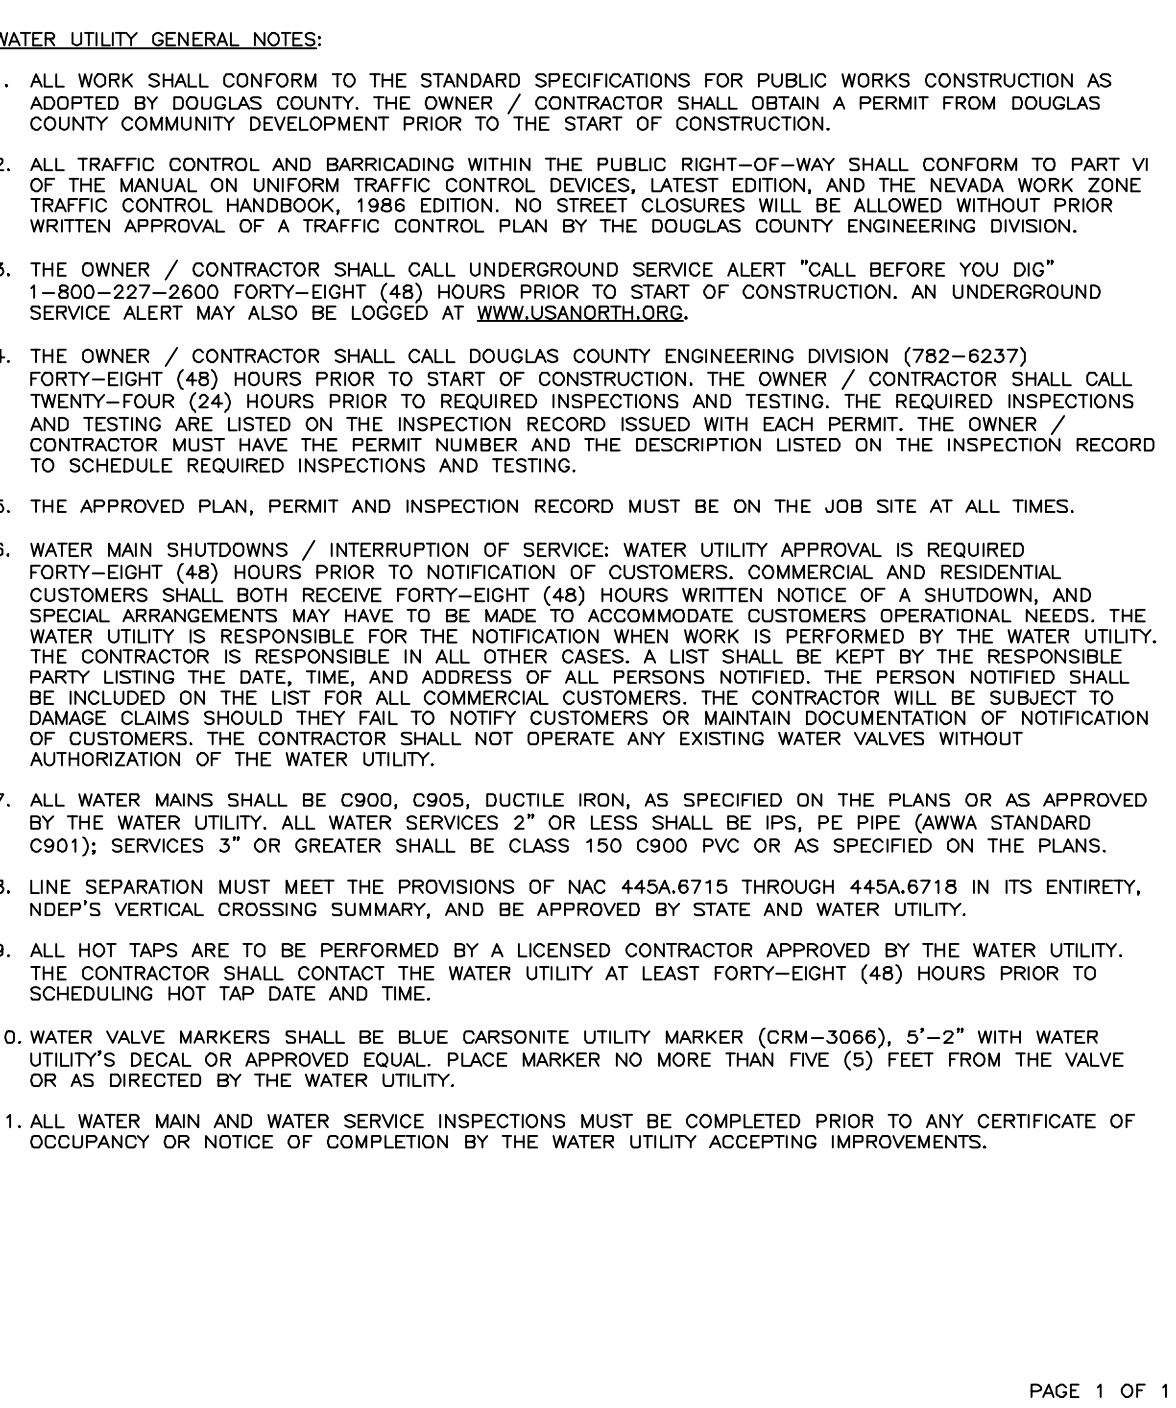 WATER UTILITY GENERAL NOTES:
. ALL WORK SHALL CONFORM TO THE STANDARD SPECIFICATIONS FOR PUBLIC WORKS CONSTRUCTION AS
ADOPTED BY DOUGLAS COUNTY. THE OWNER / CONTRACTOR SHALL OBTAIN A PERMIT FROM DOUGLAS
COUNTY COMMUNITY DEVELOPMENT PRIOR TO THE START OF CONSTRUCTION.
2. ALL TRAFFIC CONTROL AND BARRICADING WITHIN THE PUBLIC RIGHT-OF-WAY SHALL CONFORM TO PART VI
OF THE MANUAL ON UNIFORM TRAFFIC CONTROL DEVICES, LATEST EDITION, AND THE NEVADA WORK ZONE
TRAFFIC CONTROL HANDBOOK, 1986 EDITION. NO STREET CLOSURES WILL BE ALLOWED WITHOUT PRIOR
WRITTEN APPROVAL OF A TRAFFIC CONTROL PLAN BY THE DOUGLAS COUNTY ENGINEERING DIVISION.
3. THE OWNER / CONTRACTOR SHALL CALL UNDERGROUND SERVICE ALERT "CALL BEFORE YOU DIG"
1-800-227-2600 FORTY-EIGHT (48) HOURS PRIOR TO START OF CONSTRUCTION. AN UNDERGROUND
SERVICE ALERT MAY ALSO BE LOGGED AT WWW.USANORTH.ORG.
4. THE OWNER / CONTRACTOR SHALL CALL DOUGLAS COUNTY ENGINEERING DIVISION (782-6237)
FORTY-EIGHT (48) HOURS PRIOR TO START OF CONSTRUCTION. THE OWNER / CONTRACTOR SHALL CALL
TWENTY-FOUR (24) HOURS PRIOR TO REQUIRED INSPECTIONS AND TESTING. THE REQUIRED INSPECTIONS
AND TESTING ARE LISTED ON THE INSPECTION RECORD ISSUED WITH EACH PERMIT. THE OWNER /
CONTRACTOR MUST HAVE THE PERMIT NUMBER AND THE DESCRIPTION LISTED ON THE INSPECTION RECORD
TO SCHEDULE REQUIRED INSPECTIONS AND TESTING.
5. THE APPROVED PLAN, PERMIT AND INSPECTION RECORD MUST BE ON THE JOB SITE AT ALL TIMES.
6. WATER MAIN SHUTDOWNS / INTERRUPTION OF SERVICE: WATER UTILITY APPROVAL IS REQUIRED
FORTY-EIGHT (48) HOURS PRIOR TO NOTIFICATION OF CUSTOMERS. COMMERCIAL AND RESIDENTIAL
CUSTOMERS SHALL BOTH RECEIVE FORTY-EIGHT (48) HOURS WRITTEN NOTICE OF A SHUTDOWN, AND
SPECIAL ARRANGEMENTS MAY HAVE TO BE MADE TO ACCOMMODATE CUSTOMERS OPERATIONAL NEEDS. THE
WATER UTILITY IS RESPONSIBLE FOR THE NOTIFICATION WHEN WORK IS PERFORMED BY THE WATER UTILITY.
THE CONTRACTOR IS RESPONSIBLE IN ALL OTHER CASES. A LIST SHALL BE KEPT BY THE RESPONSIBLE
PARTY LISTING THE DATE, TIME, AND ADDRESS OF ALL PERSONS NOTIFIED. THE PERSON NOTIFIED SHALL
BE INCLUDED ON THE LIST FOR ALL COMMERCIAL CUSTOMERS. THE CONTRACTOR WILL BE SUBJECT TO
DAMAGE CLAIMS SHOULD THEY FAIL TO NOTIFY CUSTOMERS OR MAINTAIN DOCUMENTATION OF NOTIFICATION
OF CUSTOMERS. THE CONTRACTOR SHALL NOT OPERATE ANY EXISTING WATER VALVES WITHOUT
AUTHORIZATION OF THE WATER UTILITY.
7. ALL WATER MAINS SHALL BE C900, C905, DUCTILE IRON, AS SPECIFIED ON THE PLANS OR AS APPROVED
BY THE WATER UTILITY. ALL WATER SERVICES 2" OR LESS SHALL BE IPS, PE PIPE (AWWA STANDARD
C901); SERVICES 3" OR GREATER SHALL BE CLASS 150 C900 PVC OR AS SPECIFIED ON THE PLANS.
8. LINE SEPARATION MUST MEET THE PROVISIONS OF NAC 445A.6715 THROUGH 445A.6718 IN ITS ENTIRETY,
NDEP'S VERTICAL CROSSING SUMMARY, AND BE APPROVED BY STATE AND WATER UTILITY.
9. ALL HOT TAPS ARE TO BE PERFORMED BY A LICENSED CONTRACTOR APPROVED BY THE WATER UTILITY.
THE CONTRACTOR SHALL CONTACT THE WATER UTILITY AT LEAST FORTY-EIGHT (48) HOURS PRIOR TO
SCHEDULING HOT TAP DATE AND TIME.
0. WATER VALVE MARKERS SHALL BE BLUE CARSONITE UTILITY MARKER (CRM-3066), 5'-2" WITH WATER
UTILITY'S DECAL OR APPROVED EQUAL. PLACE MARKER NO MORE THAN FIVE (5) FEET FROM THE VALVE
OR AS DIRECTED BY THE WATER UTILITY.
1. ALL WATER MAIN AND WATER SERVICE INSPECTIONS MUST BE COMPLETED PRIOR TO ANY CERTIFICATE OF
OCCUPANCY OR NOTICE OF COMPLETION BY THE WATER UTILITY ACCEPTING IMPROVEMENTS.
PAGE 1 OF 1